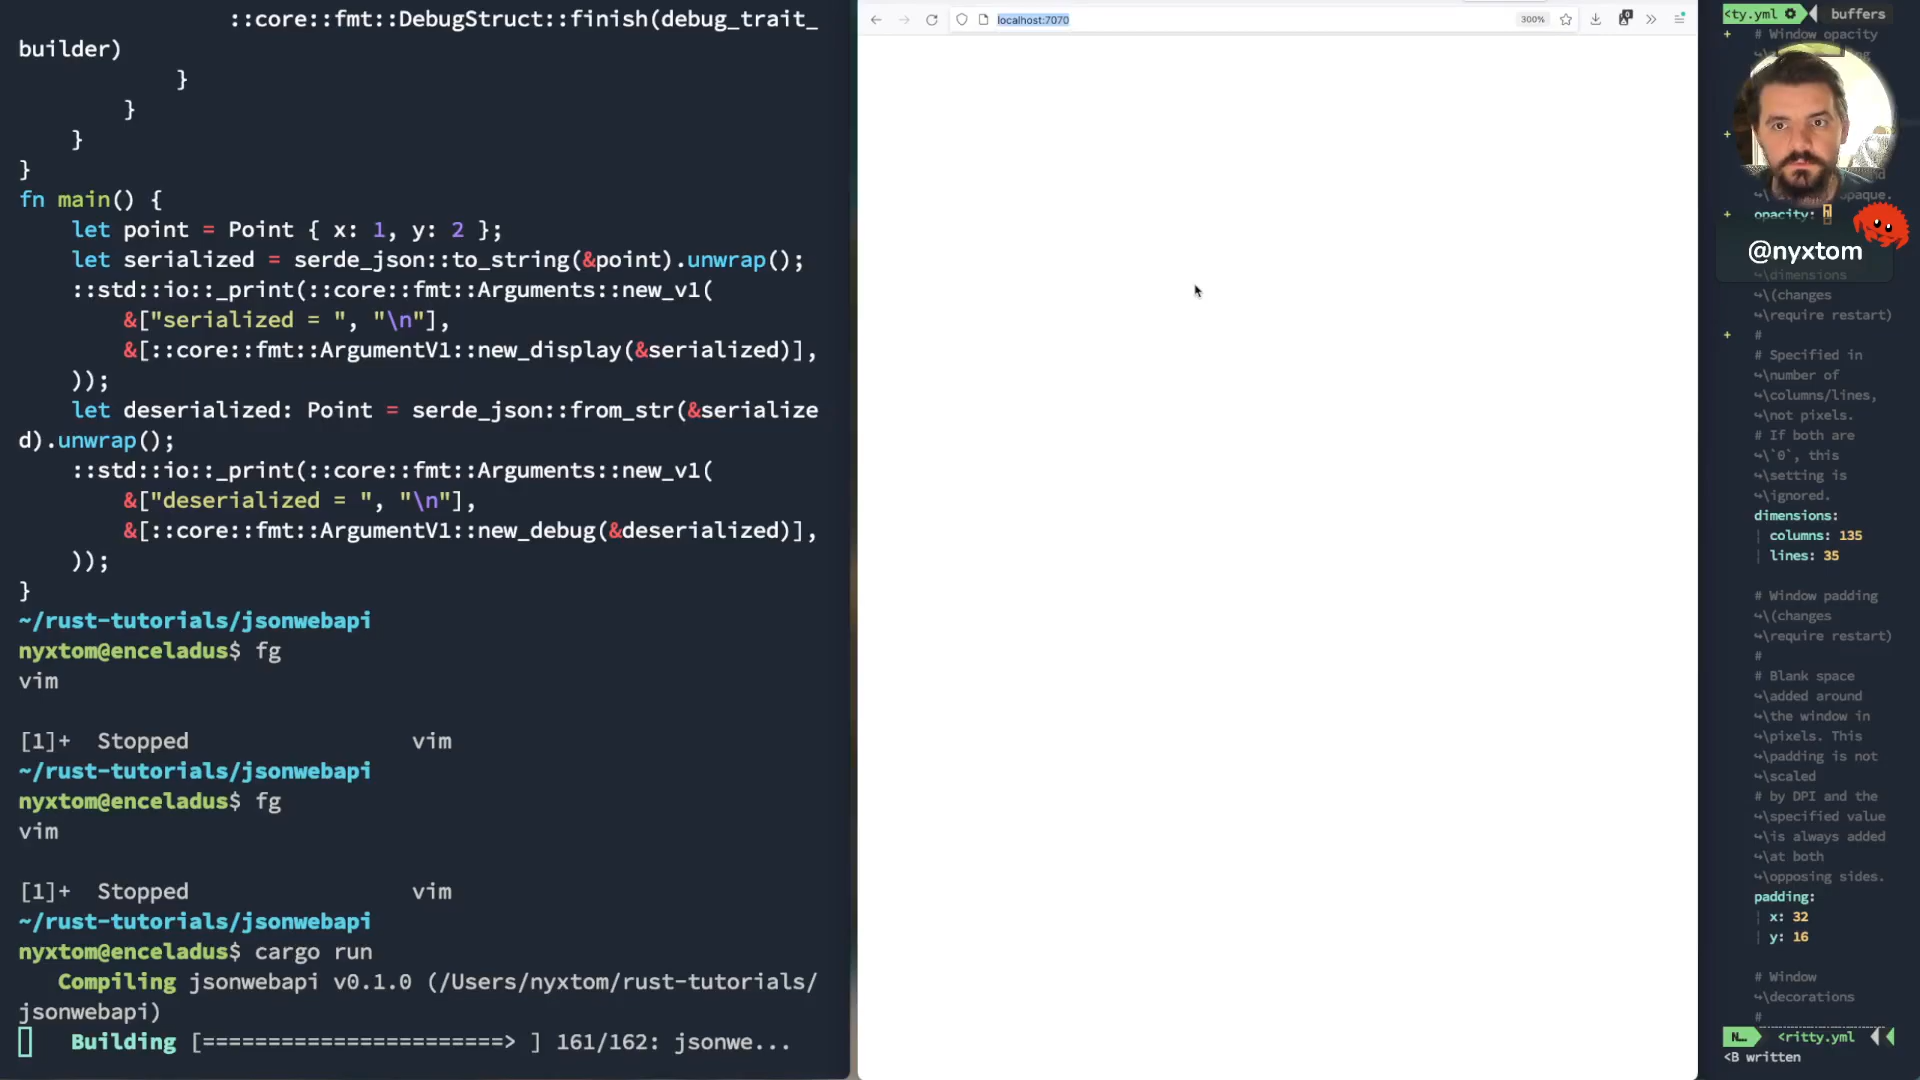 ::core::fmt::DebugStruct::finish(debug_trait_
builder)
}
}
}
}
fn main() {
let point = Point { x: 1, y: 2 };
let serialized = serde_json::to_string(&point).unwrap();
::std::io::_print(::core::fmt::Arguments::new_v1(
&["serialized = ", "\n"],
&[::core::fmt::ArgumentV1::new_display(&serialized)],
));
let deserialized: Point = serde_json::from_str(&serialize
d).unwrap();
::std::io::_print(::core::fmt::Arguments::new_v1(
&["deserialized = ", "\n"],
&[::core::fmt::ArgumentV1::new_debug(&deserialized)],
));
}
~/rust-tutorials/jsonwebapi
nyxtom@enceladus$ fg
vim
[1]+  Stopped                 vim
~/rust-tutorials/jsonwebapi
nyxtom@enceladus$ fg
vim
[1]+  Stopped                 vim
~/rust-tutorials/jsonwebapi
nyxtom@enceladus$ cargo run
Compiling jsonwebapi v0.1.0 (/Users/nyxtom/rust-tutorials/
jsonwebapi)
Building [=======================> ] 161/162: jsonwe...
localhost:7070
300%
<ty.yml buffers
+ # Window opacity
+
+ opacity:
@nyxtom
\dimensions
\(changes
\require restart)
+ #
# Specified in
\number of
\columns/lines,
\not pixels.
# If both are
\`0`, this
\setting is
\ignored.
dimensions:
columns: 135
lines: 35
# Window padding
\(changes
\require restart)
#
# Blank space
\added around
\the window in
\pixels. This
\padding is not
\scaled
# by DPI and the
\specified value
\is always added
\at both
\opposing sides.
padding:
x: 32
y: 16
# Window
\decorations
#
N… <ritty.yml
<B written